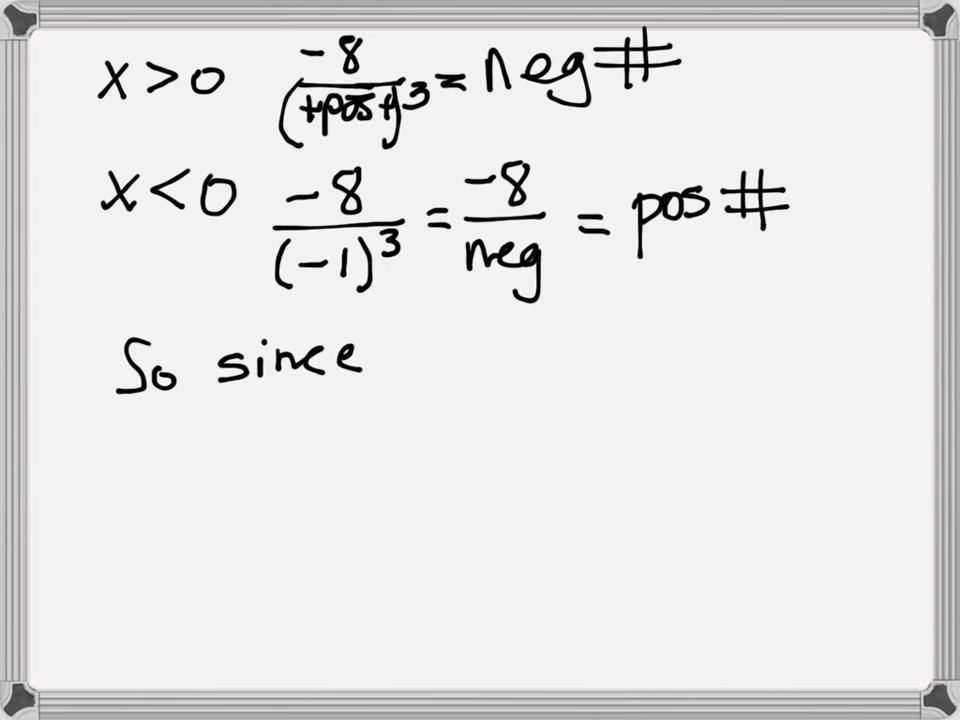 x > 0 -8/(+pos+)^3 = neg #
x < 0 -8/(-1)^3 = -8/neg = pos #
So since